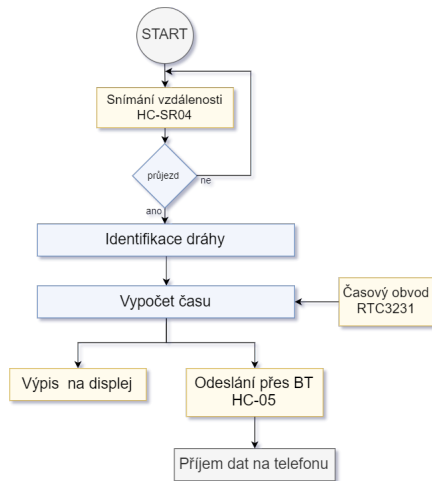 START
Snímání vzdálenosti
HC-SR04
průjezd
ne
ano
Identifikace dráhy
Vypočet času
Časový obvod
RTC3231
Výpis na displej
Odeslání přes BT
HC-05
Příjem dat na telefonu